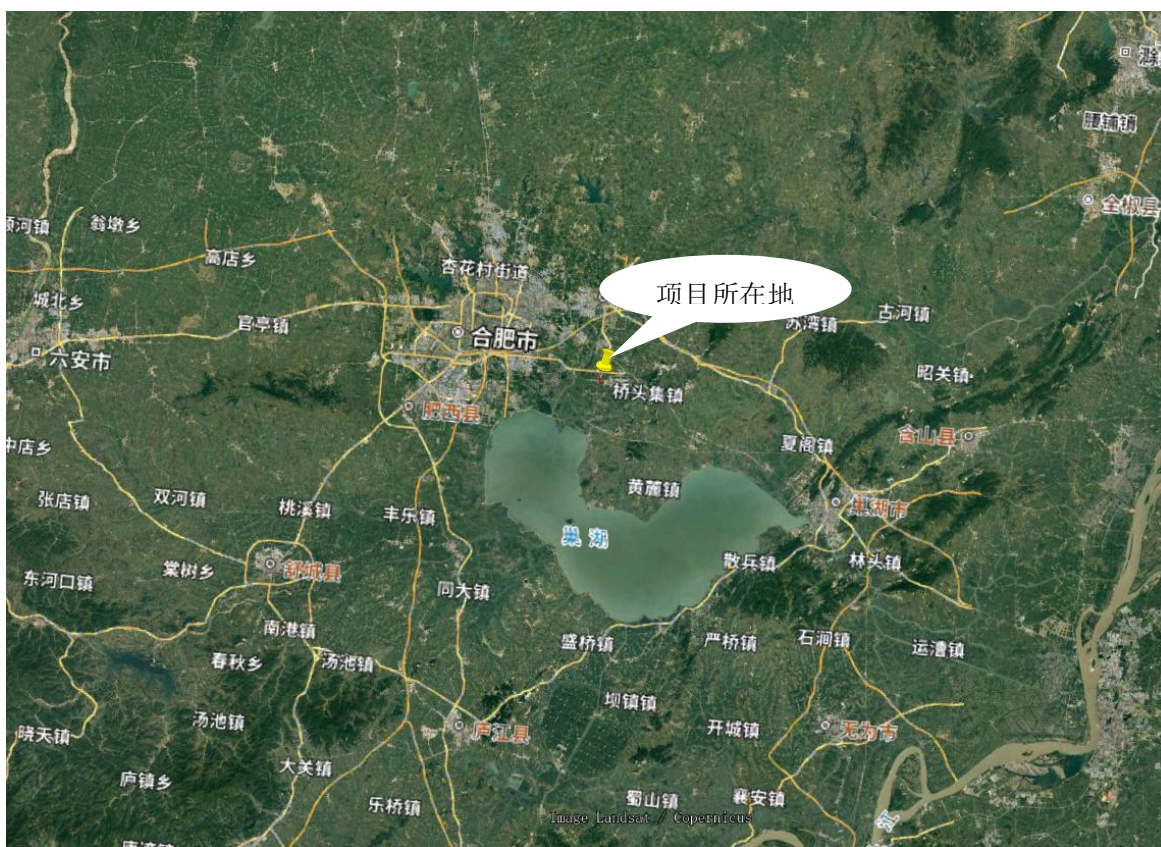 滁
腰铺镇
全椒县
顺河镇
翁墩乡
高店乡
杏花村街道
项目所在地
城北乡
官亭镇
合肥市
苏湾镇
古河镇
六安市
昭关镇
桥头集镇
肥西县
含山县
中店乡
夏阁镇
张店镇
双河镇
桃溪镇
丰乐镇
黄麓镇
巢湖市
巢湖
散兵镇
林头镇
东河口镇
棠树乡
舒城县
同大镇
南港镇
春秋乡
汤池镇
盛桥镇
严桥镇
石涧镇
运漕镇
坝镇镇
晓天镇
汤池镇
庐江县
开城镇
无为市
庐镇乡
大关镇
乐桥镇
蜀山镇
襄安镇
Image Landsat / Copernicus